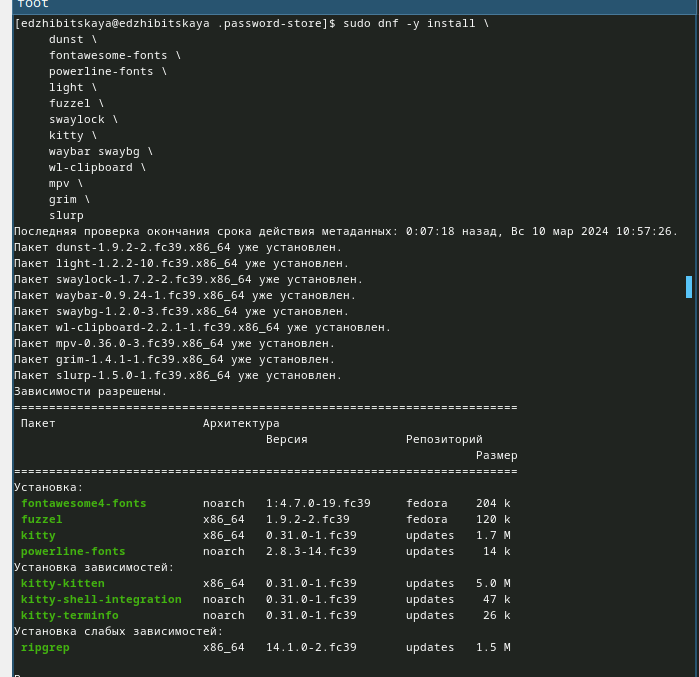 foot
[edzhibitskaya@edzhibitskaya .password-store]$ sudo dnf -y install \
dunst \
fontawesome-fonts \
powerline-fonts \
light \
fuzzel \
swaylock \
kitty \
waybar swaybg \
wl-clipboard \
mpv \
grim \
slurp
Последняя проверка окончания срока действия метаданных: 0:07:18 назад, Вс 10 мар 2024 10:57:26.
Пакет dunst-1.9.2-2.fc39.x86_64 уже установлен.
Пакет light-1.2.2-10.fc39.x86_64 уже установлен.
Пакет swaylock-1.7.2-2.fc39.x86_64 уже установлен.
Пакет waybar-0.9.24-1.fc39.x86_64 уже установлен.
Пакет swaybg-1.2.0-3.fc39.x86_64 уже установлен.
Пакет wl-clipboard-2.2.1-1.fc39.x86_64 уже установлен.
Пакет mpv-0.36.0-3.fc39.x86_64 уже установлен.
Пакет grim-1.4.1-1.fc39.x86_64 уже установлен.
Пакет slurp-1.5.0-1.fc39.x86_64 уже установлен.
Зависимости разрешены.
========================================================================
Пакет Архитектура
Версия Репозиторий
Размер
========================================================================
Установка:
fontawesome4-fonts noarch 1:4.7.0-19.fc39 fedora 204 k
fuzzel x86_64 1.9.2-2.fc39 fedora 120 k
kitty x86_64 0.31.0-1.fc39 updates 1.7 M
powerline-fonts noarch 2.8.3-14.fc39 updates 14 k
Установка зависимостей:
kitty-kitten x86_64 0.31.0-1.fc39 updates 5.0 M
kitty-shell-integration noarch 0.31.0-1.fc39 updates 47 k
kitty-terminfo noarch 0.31.0-1.fc39 updates 26 k
Установка слабых зависимостей:
ripgrep x86_64 14.1.0-2.fc39 updates 1.5 M